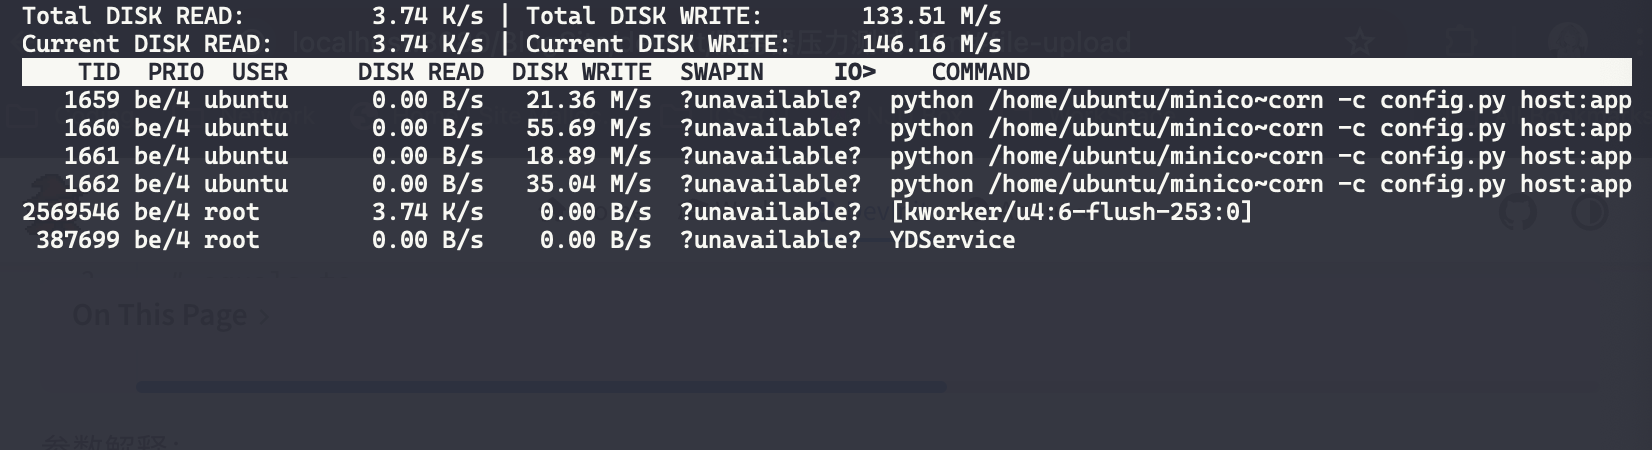 Total DISK READ: 3.74 K/s | Total DISK WRITE: 133.51 M/s
Current DISK READ: 3.74 K/s | Current DISK WRITE: 146.16 M/s
TID PRIO USER DISK READ DISK WRITE SWAPIN IO> COMMAND
1659 be/4 ubuntu 0.00 B/s 21.36 M/s ?unavailable? python /home/ubuntu/minico~corn -c config.py host:app
1660 be/4 ubuntu 0.00 B/s 55.69 M/s ?unavailable? python /home/ubuntu/minico~corn -c config.py host:app
1661 be/4 ubuntu 0.00 B/s 18.89 M/s ?unavailable? python /home/ubuntu/minico~corn -c config.py host:app
1662 be/4 ubuntu 0.00 B/s 35.04 M/s ?unavailable? python /home/ubuntu/minico~corn -c config.py host:app
2569546 be/4 root 3.74 K/s 0.00 B/s ?unavailable? [kworker/u4:6-flush-253:0]
387699 be/4 root 0.00 B/s 0.00 B/s ?unavailable? YDService
On This Page